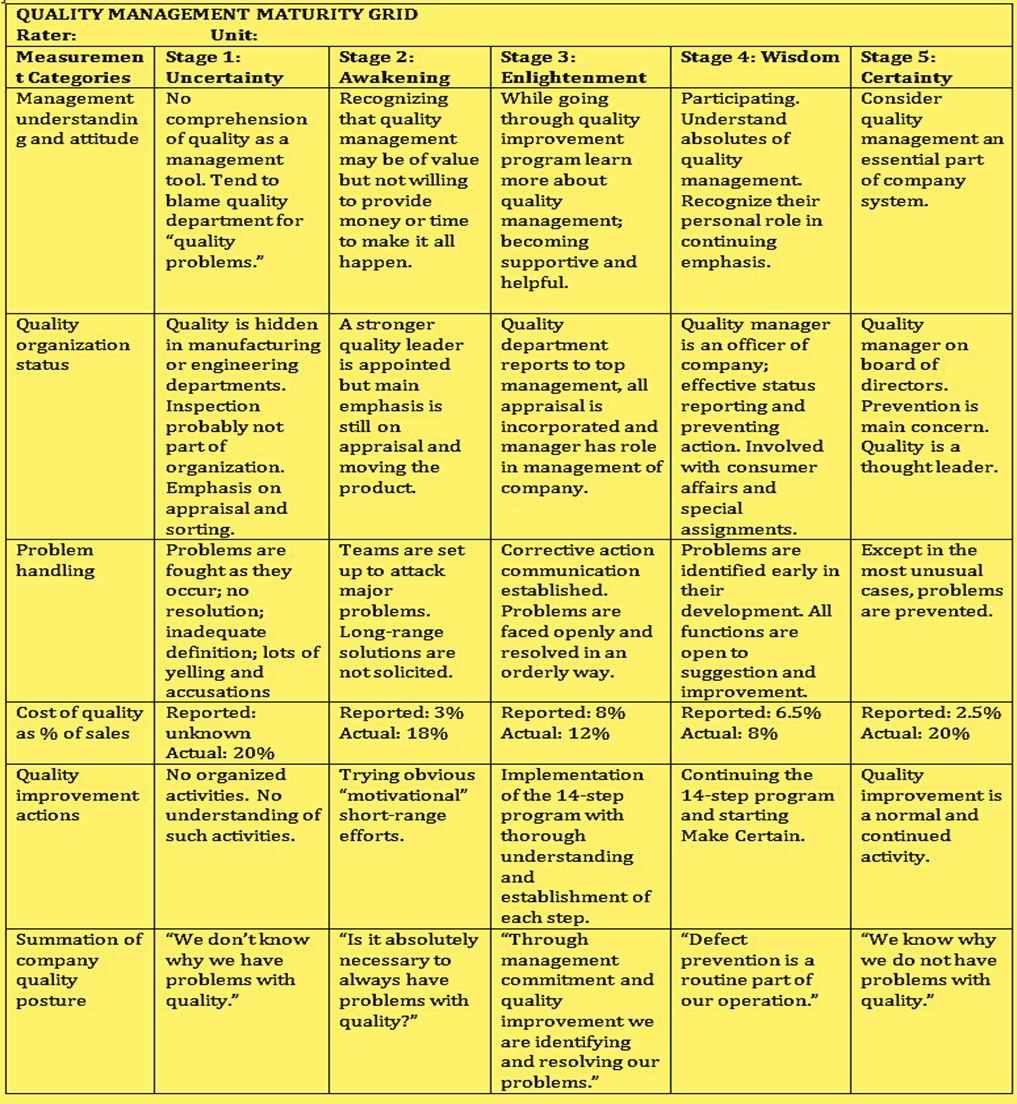 QUALITY MANAGEMENT MATURITY GRID
Rater: Unit:
Measuremen
t Categories
Stage 1:
Uncertainty
Stage 2:
Awakening
Stage 3:
Enlightenment
Stage 4: Wisdom
Stage 5:
Certainty
Management
understandin
g and attitude
No
comprehension
of quality as a
management
tool. Tend to
blame quality
department for
“quality
problems.”
Recognizing
that quality
management
may be of value
but not willing
to provide
money or time
to make it all
happen.
While going
through quality
improvement
program learn
more about
quality
management;
becoming
supportive and
helpful.
Participating.
Understand
absolutes of
quality
management.
Recognize their
personal role in
continuing
emphasis.
Consider
quality
management an
essential part
of company
system.
Quality
organization
status
Quality is hidden
in manufacturing
or engineering
departments.
Inspection
probably not
part of
organization.
Emphasis on
appraisal and
sorting.
A stronger
quality leader
is appointed
but main
emphasis is
still on
appraisal and
moving the
product.
Quality
department
reports to top
management, all
appraisal is
incorporated and
manager has role
in management of
company.
Quality manager
is an officer of
company;
effective status
reporting and
preventing
action. Involved
with consumer
affairs and
special
assignments.
Quality
manager on
board of
directors.
Prevention is
main concern.
Quality is a
thought leader.
Problem
handling
Problems are
fought as they
occur; no
resolution;
inadequate
definition; lots of
yelling and
accusations
Teams are set
up to attack
major
problems.
Long-range
solutions are
not solicited.
Corrective action
communication
established.
Problems are
faced openly and
resolved in an
orderly way.
Problems are
identified early in
their
development. All
functions are
open to
suggestion and
improvement.
Except in the
most unusual
cases, problems
are prevented.
Cost of quality
as % of sales
Reported:
unknown
Actual: 20%
Reported: 3%
Actual: 18%
Reported: 8%
Actual: 12%
Reported: 6.5%
Actual: 8%
Reported: 2.5%
Actual: 20%
Quality
improvement
actions
No organized
activities. No
understanding of
such activities.
Trying obvious
“motivational”
short-range
efforts.
Implementation
of the 14-step
program with
thorough
understanding
and
establishment of
each step.
Continuing the
14-step program
and starting
Make Certain.
Quality
improvement is
a normal and
continued
activity.
Summation of
company
quality
posture
“We don’t know
why we have
problems with
quality.”
“Is it absolutely
necessary to
always have
problems with
quality?”
“Through
management
commitment and
quality
improvement we
are identifying
and resolving our
problems.”
“Defect
prevention is a
routine part of
our operation.”
“We know why
we do not have
problems with
quality.”